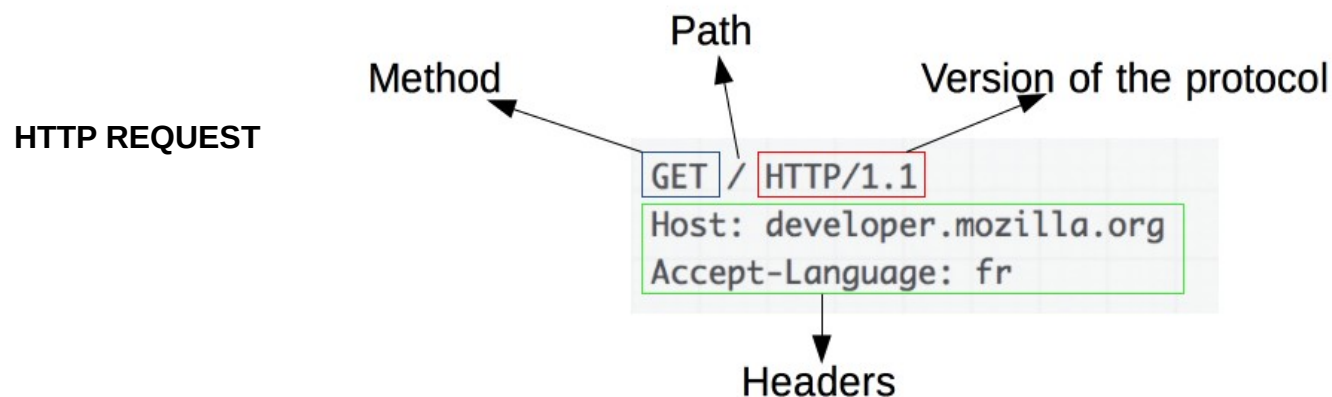 Path
Method
Version of the protocol
HTTP REQUEST
GET / HTTP/1.1
Host: developer.mozilla.org
Accept-Language: fr
Headers